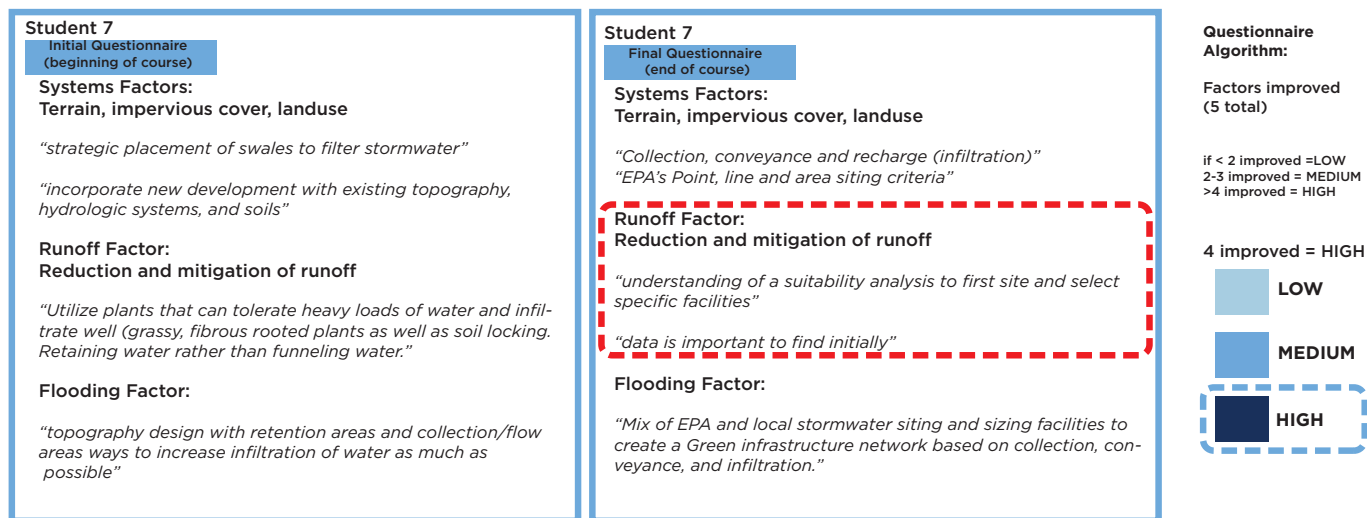 Student 7
Initial Questionnaire
(beginning of course)
Systems Factors:
Terrain, impervious cover, landuse
“strategic placement of swales to filter stormwater”
“incorporate new development with existing topography,
hydrologic systems, and soils”
Runoff Factor:
Reduction and mitigation of runoff
“Utilize plants that can tolerate heavy loads of water and infil-
trate well (grassy, fibrous rooted plants as well as soil locking.
Retaining water rather than funneling water.”
Flooding Factor:
“topography design with retention areas and collection/flow
areas ways to increase infiltration of water as much as
possible”
Student 7
Final Questionnaire
(end of course)
Systems Factors:
Terrain, impervious cover, landuse
“Collection, conveyance and recharge (infiltration)”
“EPA’s Point, line and area siting criteria”
Runoff Factor:
Reduction and mitigation of runoff
“understanding of a suitability analysis to first site and select
specific facilities”
“data is important to find initially”
Flooding Factor:
“Mix of EPA and local stormwater siting and sizing facilities to
create a Green infrastructure network based on collection, con-
veyance, and infiltration.”
Questionnaire
Algorithm:
Factors improved
(5 total)
if < 2 improved =LOW
2-3 improved = MEDIUM
>4 improved = HIGH
4 improved = HIGH
LOW
MEDIUM
HIGH